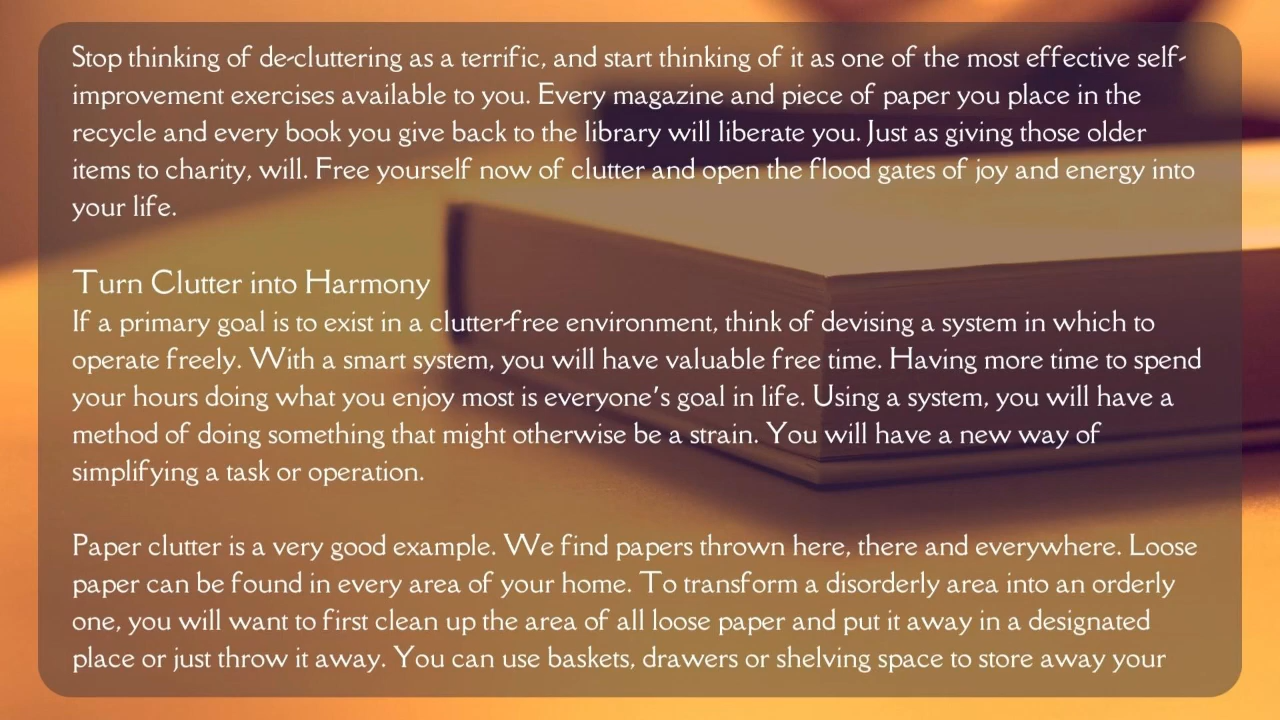 Stop thinking of de-cluttering as a terrific, and start thinking of it as one of the most effective self-
improvement exercises available to you. Every magazine and piece of paper you place in the
recycle and every book you give back to the library will liberate you. Just as giving those older
items to charity, will. Free yourself now of clutter and open the flood gates of joy and energy into
your life.
Turn Clutter into Harmony
If a primary goal is to exist in a clutter-free environment, think of devising a system in which to
operate freely. With a smart system, you will have valuable free time. Having more time to spend
your hours doing what you enjoy most is everyone's goal in life. Using a system, you will have a
method of doing something that might otherwise be a strain. You will have a new way of
simplifying a task or operation.
Paper clutter is a very good example. We find papers thrown here, there and everywhere. Loose
paper can be found in every area of your home. To transform a disorderly area into an orderly
one, you will want to first clean up the area of all loose paper and put it away in a designated
place or just throw it away. You can use baskets, drawers or shelving space to store away your